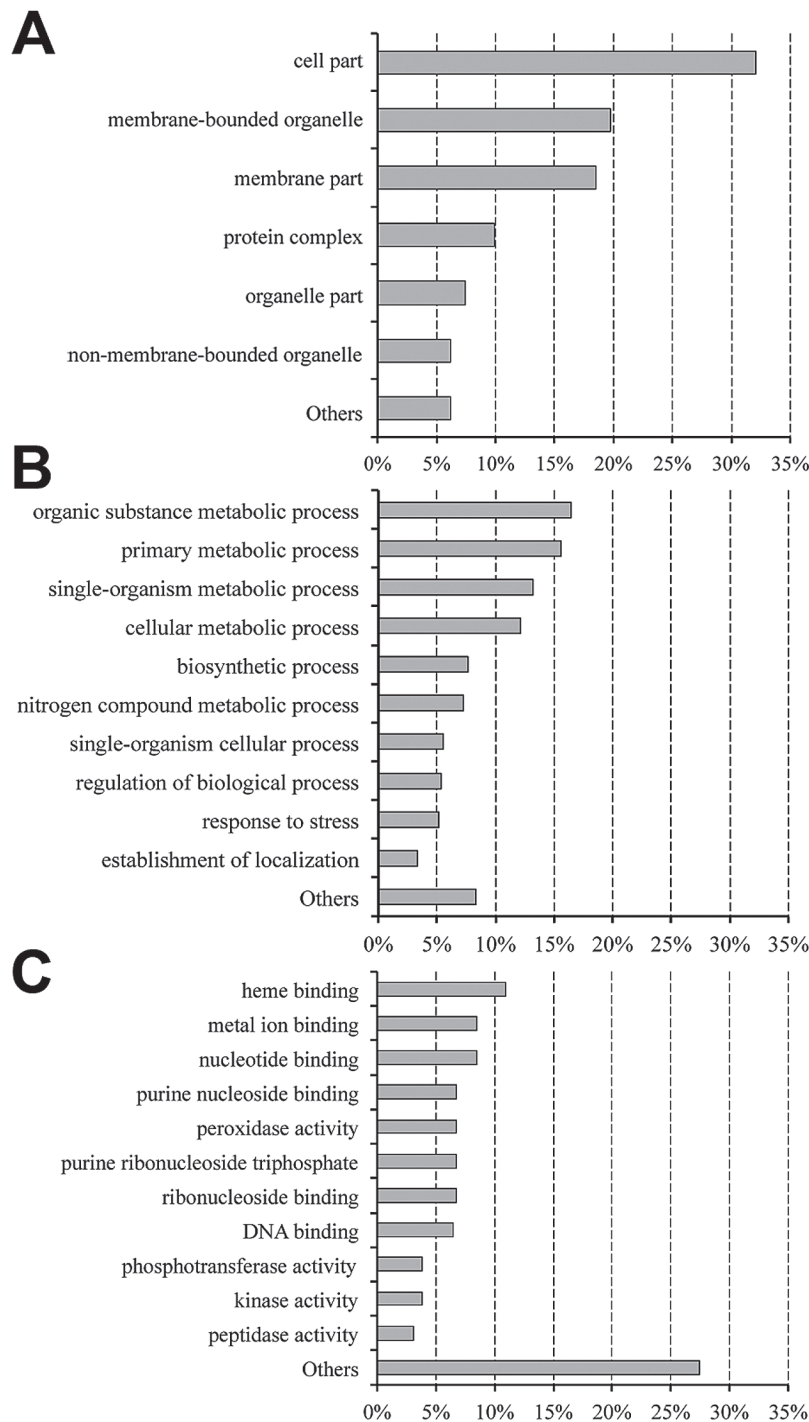 A
cell part
membrane-bounded organelle
membrane part
protein complex
organelle part
non-membrane-bounded organelle
Others
0% 5% 10% 15% 20% 25% 30% 35%
B
organic substance metabolic process
primary metabolic process
single-organism metabolic process
cellular metabolic process
biosynthetic process
nitrogen compound metabolic process
single-organism cellular process
regulation of biological process
response to stress
establishment of localization
Others
0% 5% 10% 15% 20% 25% 30% 35%
C
heme binding
metal ion binding
nucleotide binding
purine nucleoside binding
peroxidase activity
purine ribonucleoside triphosphate
ribonucleoside binding
DNA binding
phosphotransferase activity
kinase activity
peptidase activity
Others
0% 5% 10% 15% 20% 25% 30% 35%